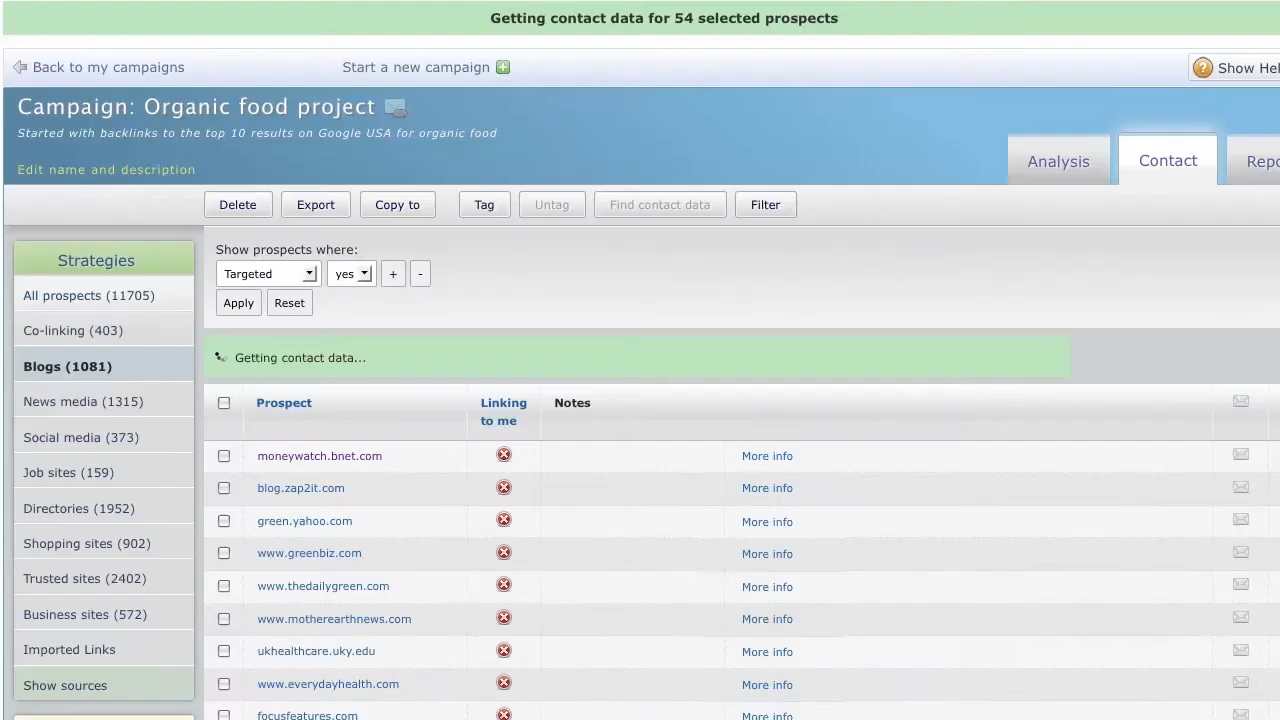 Getting contact data for 54 selected prospects
Back to my campaigns
Start a new campaign
Show Hel
Campaign: Organic food project
Started with backlinks to the top 10 results on Google USA for organic food
Edit name and description
Analysis
Contact
Repo
Delete
Export
Copy to
Tag
Untag
Find contact data
Filter
Strategies
All prospects (11705)
Co-linking (403)
Blogs (1081)
News media (1315)
Social media (373)
Job sites (159)
Directories (1952)
Shopping sites (902)
Trusted sites (2402)
Business sites (572)
Imported Links
Show sources
Show prospects where:
Targeted yes + -
Apply Reset
Getting contact data...
Prospect
Linking
to me
Notes
moneywatch.bnet.com More info
blog.zap2it.com More info
green.yahoo.com More info
www.greenbiz.com More info
www.thedailygreen.com More info
www.motherearthnews.com More info
ukhealthcare.uky.edu More info
www.everydayhealth.com More info
focusfeatures.com More info